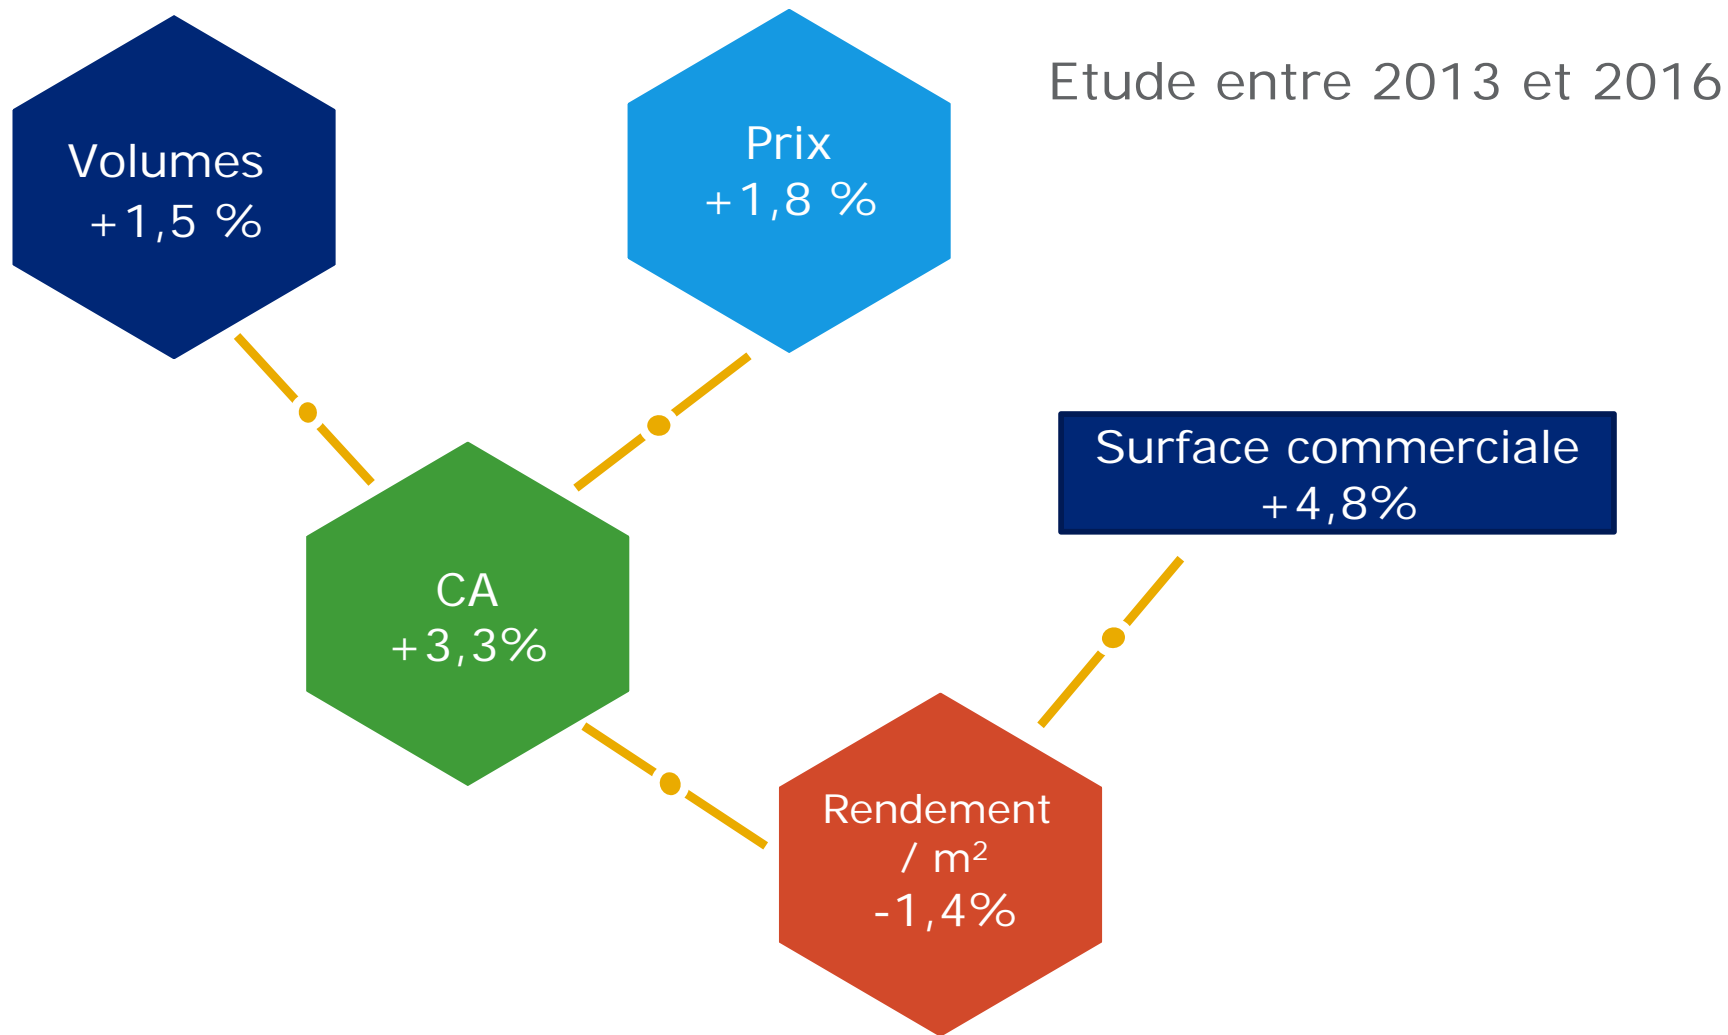 Etude entre 2013 et 2016
Volumes
+1,5 %
Prix
+1,8 %
Surface commerciale
+4,8%
CA
+3,3%
Rendement
/ m²
-1,4%